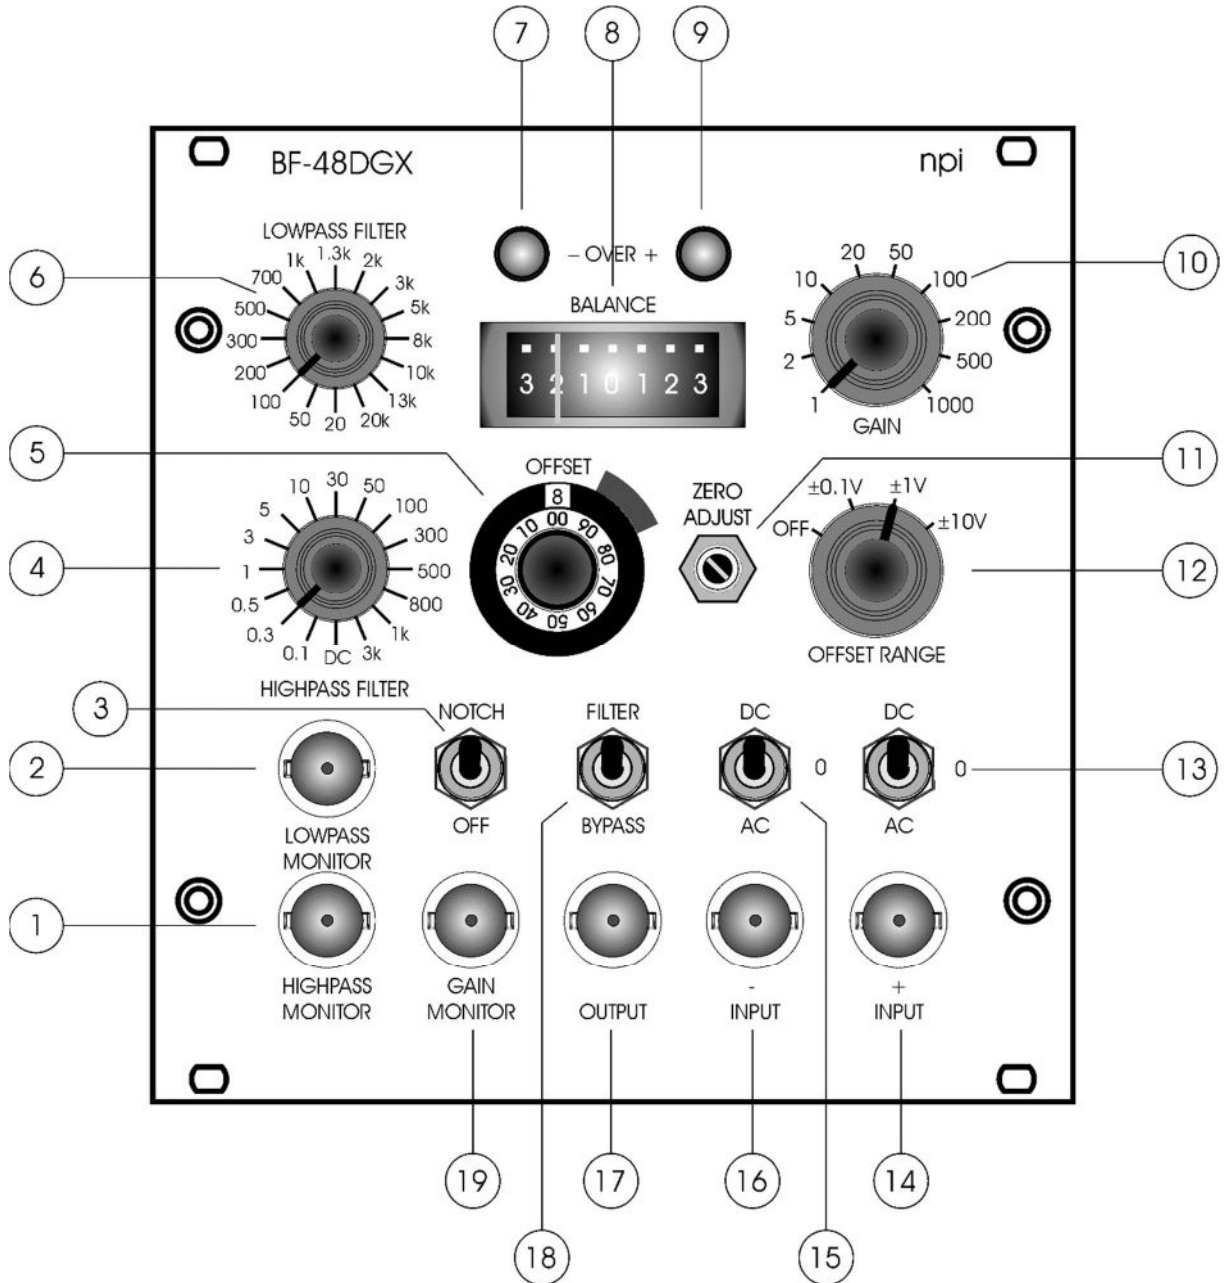 7
8
9
BF-48DGX
npi
LOWPASS FILTER
6
1k
1.3k
2k
700
3k
500
5k
300
8k
200
10k
100
13k
50
20
20k
- OVER +
BALANCE
3 2 1 0 1 2 3
10
20
50
10
100
5
200
2
500
1
1000
GAIN
5
OFFSET
8
00
90
80
70
60
50
40
30
20
10
ZERO
ADJUST
11
±0.1V
±1V
OFF
±10V
12
OFFSET RANGE
4
10
30
50
5
100
3
300
1
500
0.5
800
0.3
1k
0.1
DC
3k
HIGHPASS FILTER
3
NOTCH
FILTER
DC
DC
2
0
0
13
OFF
BYPASS
AC
AC
LOWPASS
MONITOR
1
HIGHPASS
MONITOR
GAIN
MONITOR
OUTPUT
-
INPUT
+
INPUT
19
17
16
14
18
15